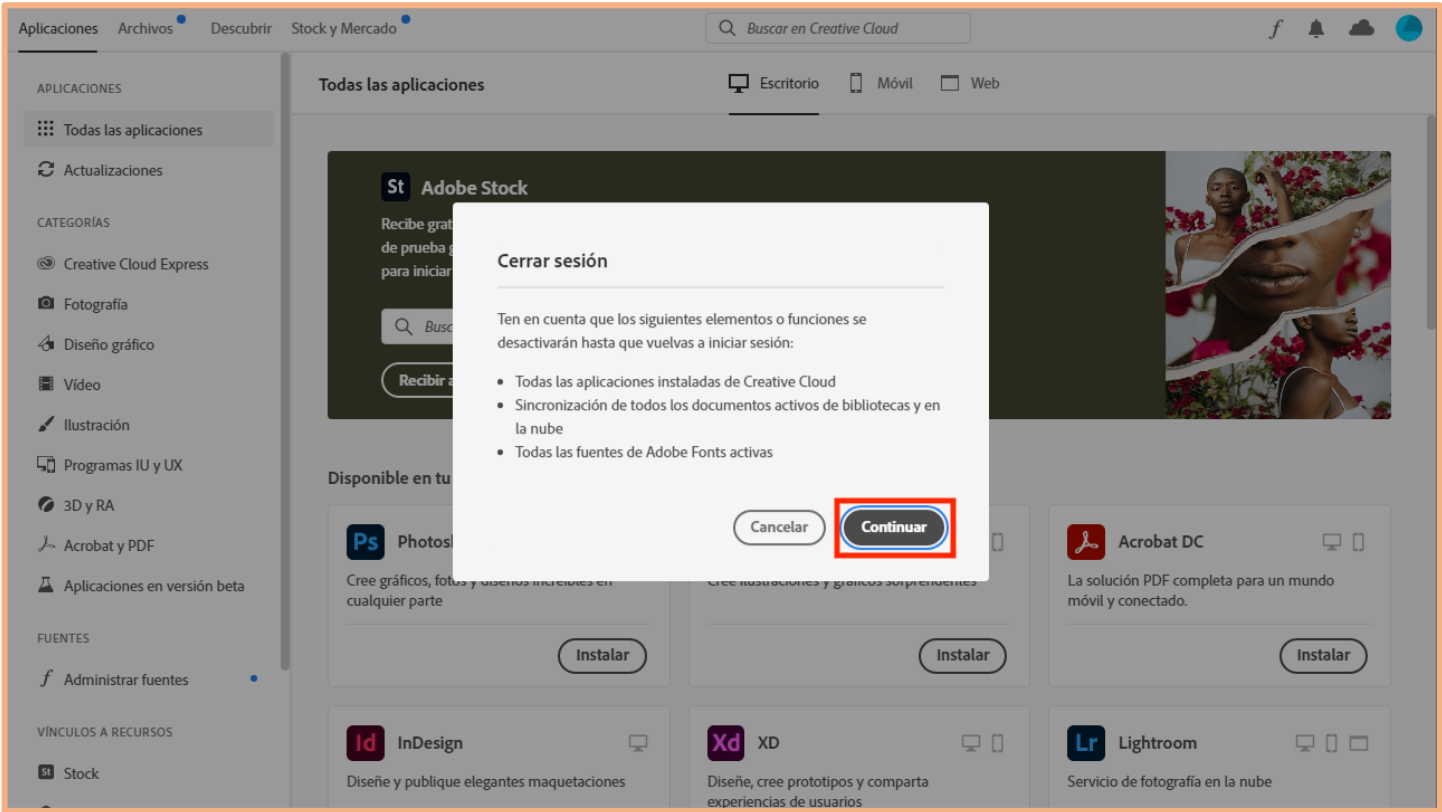 Aplicaciones Archivos Descubrir Stock y Mercado Buscar en Creative Cloud
APLICACIONES
Todas las aplicaciones
Actualizaciones
CATEGORÍAS
Creative Cloud Express
Fotografía
Diseño gráfico
Vídeo
Ilustración
Programas IU y UX
3D y RA
Acrobat y PDF
Aplicaciones en versión beta
FUENTES
Administrar fuentes
VÍNCULOS A RECURSOS
St Stock
Todas las aplicaciones Escritorio Móvil Web
St Adobe Stock
Recibe grat
de prueba
para iniciar
Busc
Recibir a
Cerrar sesión
Ten en cuenta que los siguientes elementos o funciones se
desactivarán hasta que vuelvas a iniciar sesión:
• Todas las aplicaciones instaladas de Creative Cloud
• Sincronización de todos los documentos activos de bibliotecas y en
la nube
• Todas las fuentes de Adobe Fonts activas
Cancelar Continuar
Disponible en tu
Ps Photos
Cree gráficos, fotos y diseños increíbles en
cualquier parte
Instalar
Cree ilustraciones y gráficos sorprendentes
Instalar
Acrobat DC
La solución PDF completa para un mundo
móvil y conectado.
Instalar
Id InDesign
Diseñe y publique elegantes maquetaciones
Xd XD
Diseñe, cree prototipos y comparta
experiencias de usuarios
Lr Lightroom
Servicio de fotografía en la nube